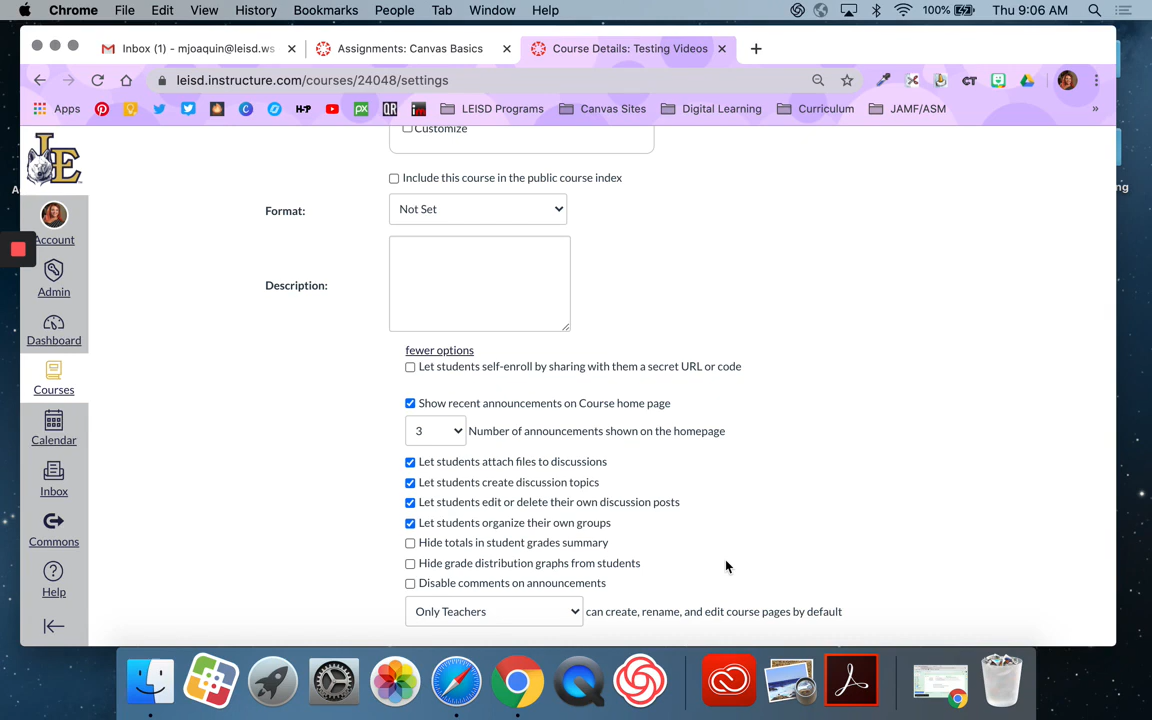 Chrome File Edit View History Bookmarks People Tab Window Help 100% Thu 9:06 AM
Inbox (1) - mjoaquin@leisd.ws Assignments: Canvas Basics Course Details: Testing Videos
leisd.instructure.com/courses/24048/settings
Apps LEISD Programs Canvas Sites Digital Learning Curriculum JAMF/ASM »
Customize
Include this course in the public course index
Format: Not Set
Description:
fewer options
Let students self-enroll by sharing with them a secret URL or code
Show recent announcements on Course home page
3 Number of announcements shown on the homepage
Let students attach files to discussions
Let students create discussion topics
Let students edit or delete their own discussion posts
Let students organize their own groups
Hide totals in student grades summary
Hide grade distribution graphs from students
Disable comments on announcements
Only Teachers can create, rename, and edit course pages by default
LE
Account
Admin
Dashboard
Courses
Calendar
Inbox
Commons
Help
ng